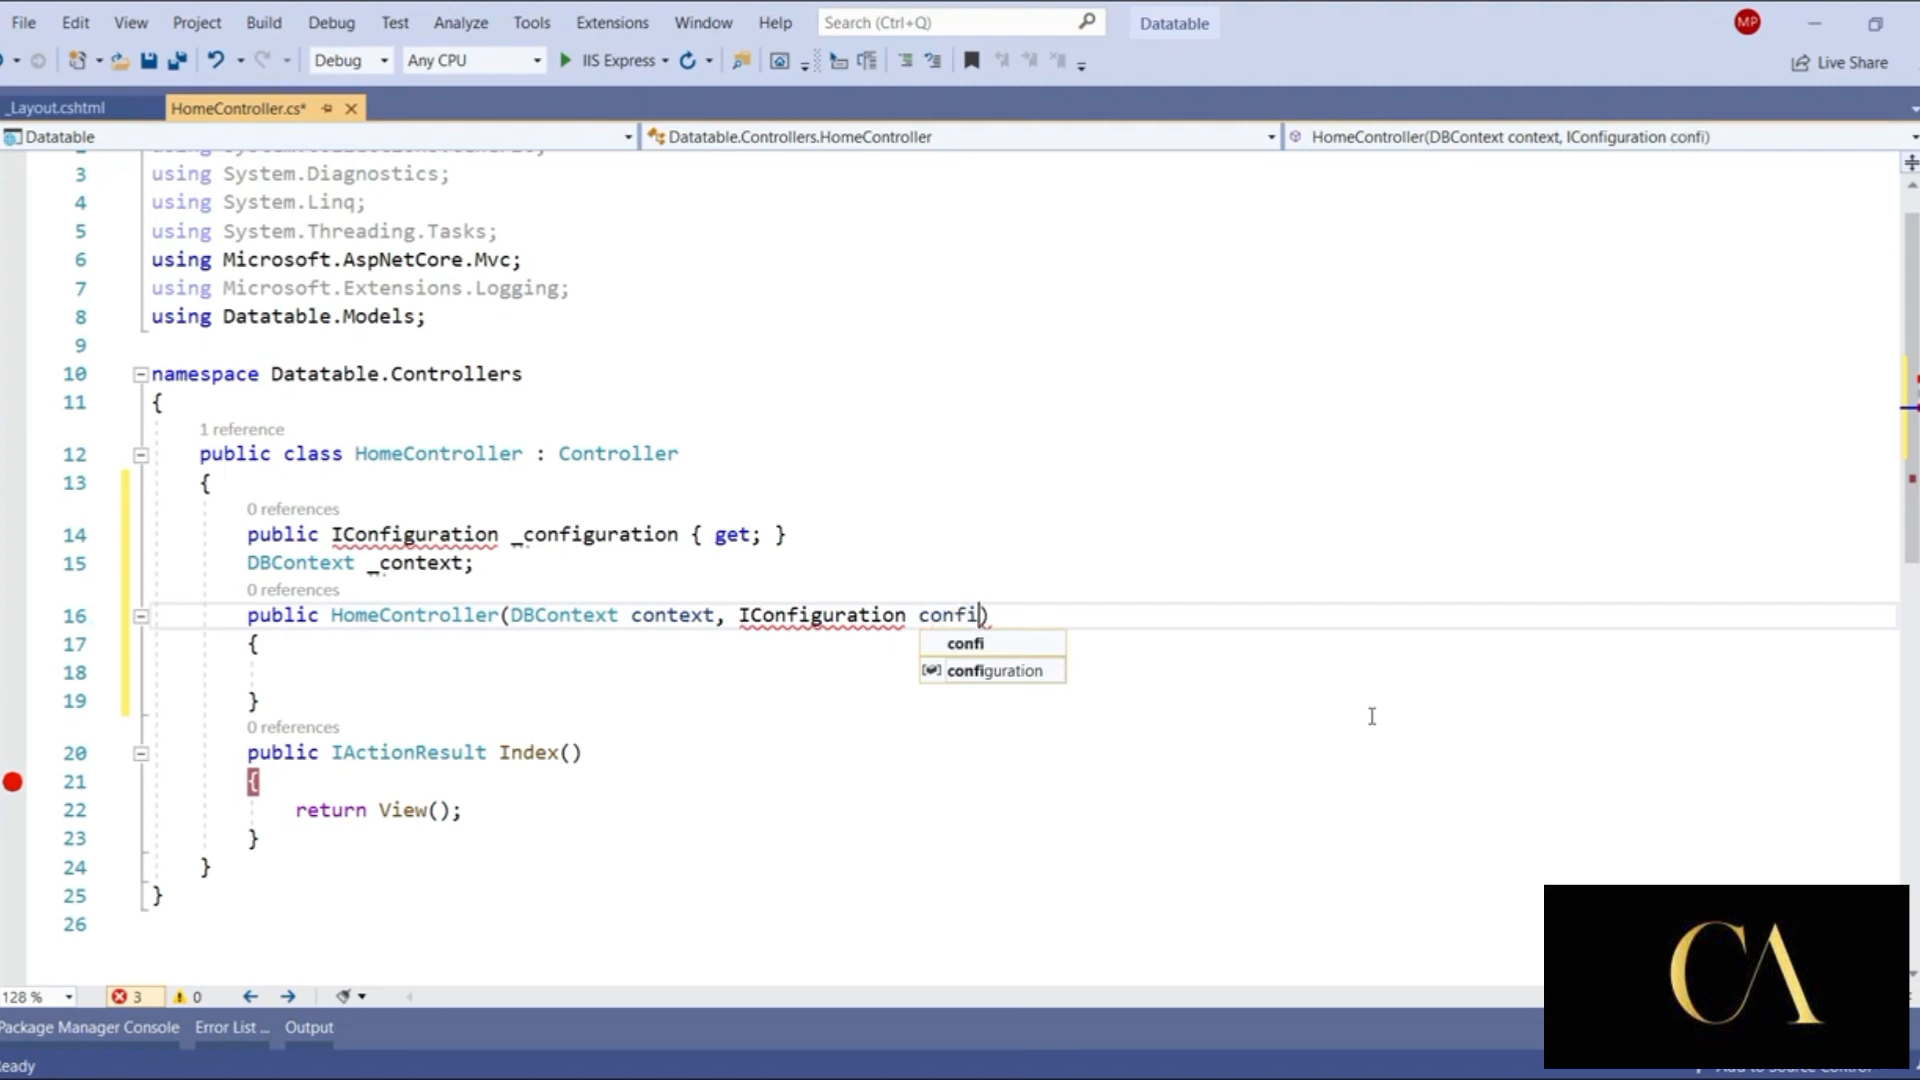 File Edit View Project Build Debug Test Analyze Tools Extensions Window Help Search (Ctrl+Q) Datatable MP
Debug Any CPU IIS Express Live Share
_Layout.cshtml HomeController.cs*
Datatable Datatable.Controllers.HomeController HomeController(DBContext context, IConfiguration confi)
3 using System.Diagnostics;
4 using System.Linq;
5 using System.Threading.Tasks;
6 using Microsoft.AspNetCore.Mvc;
7 using Microsoft.Extensions.Logging;
8 using Datatable.Models;
9
10 namespace Datatable.Controllers
11 {
1 reference
12 public class HomeController : Controller
13 {
0 references
14 public IConfiguration _configuration { get; }
15 DBContext _context;
0 references
16 public HomeController(DBContext context, IConfiguration confi)
17 {
confi
18
configuration
19 }
0 references
20 public IActionResult Index()
21 {
22 return View();
23 }
24 }
25 }
26
128 % 3 0
Package Manager Console Error List ... Output
CA